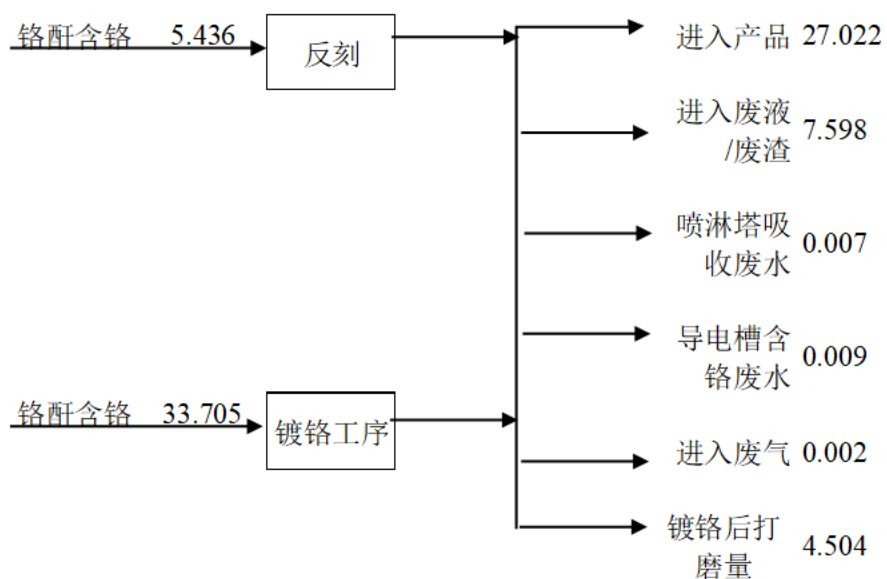 铬酐含铬 5.436
反刻
进入产品 27.022
进入废液
/废渣
7.598
喷淋塔吸
收废水
0.007
导电槽含
铬废水
0.009
铬酐含铬 33.705
镀铬工序
进入废气 0.002
镀铬后打
磨量
4.504